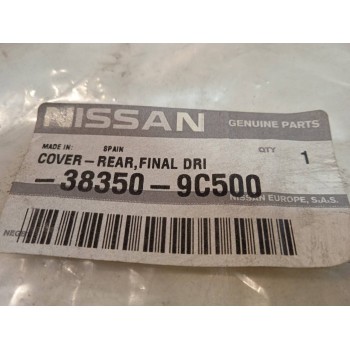 NISSAN GENUINE PARTS
MADE IN: SPAIN QTY 1
COVER-REAR, FINAL DRI
-38350-9C500
NISSAN EUROPE, S.A.S.